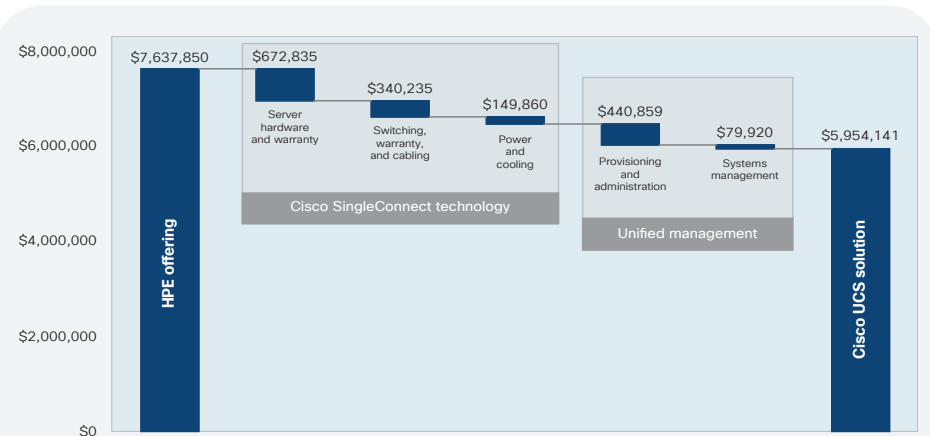 $8,000,000
$6,000,000
$4,000,000
$2,000,000
$0
$7,637,850
HPE offering
$672,835
Server
hardware
and warranty
$340,235
Switching,
warranty,
and cabling
$149,860
Power
and
cooling
Cisco SingleConnect technology
$440,859
Provisioning
and
administration
$79,920
Systems
management
Unified management
$5,954,141
Cisco UCS solution